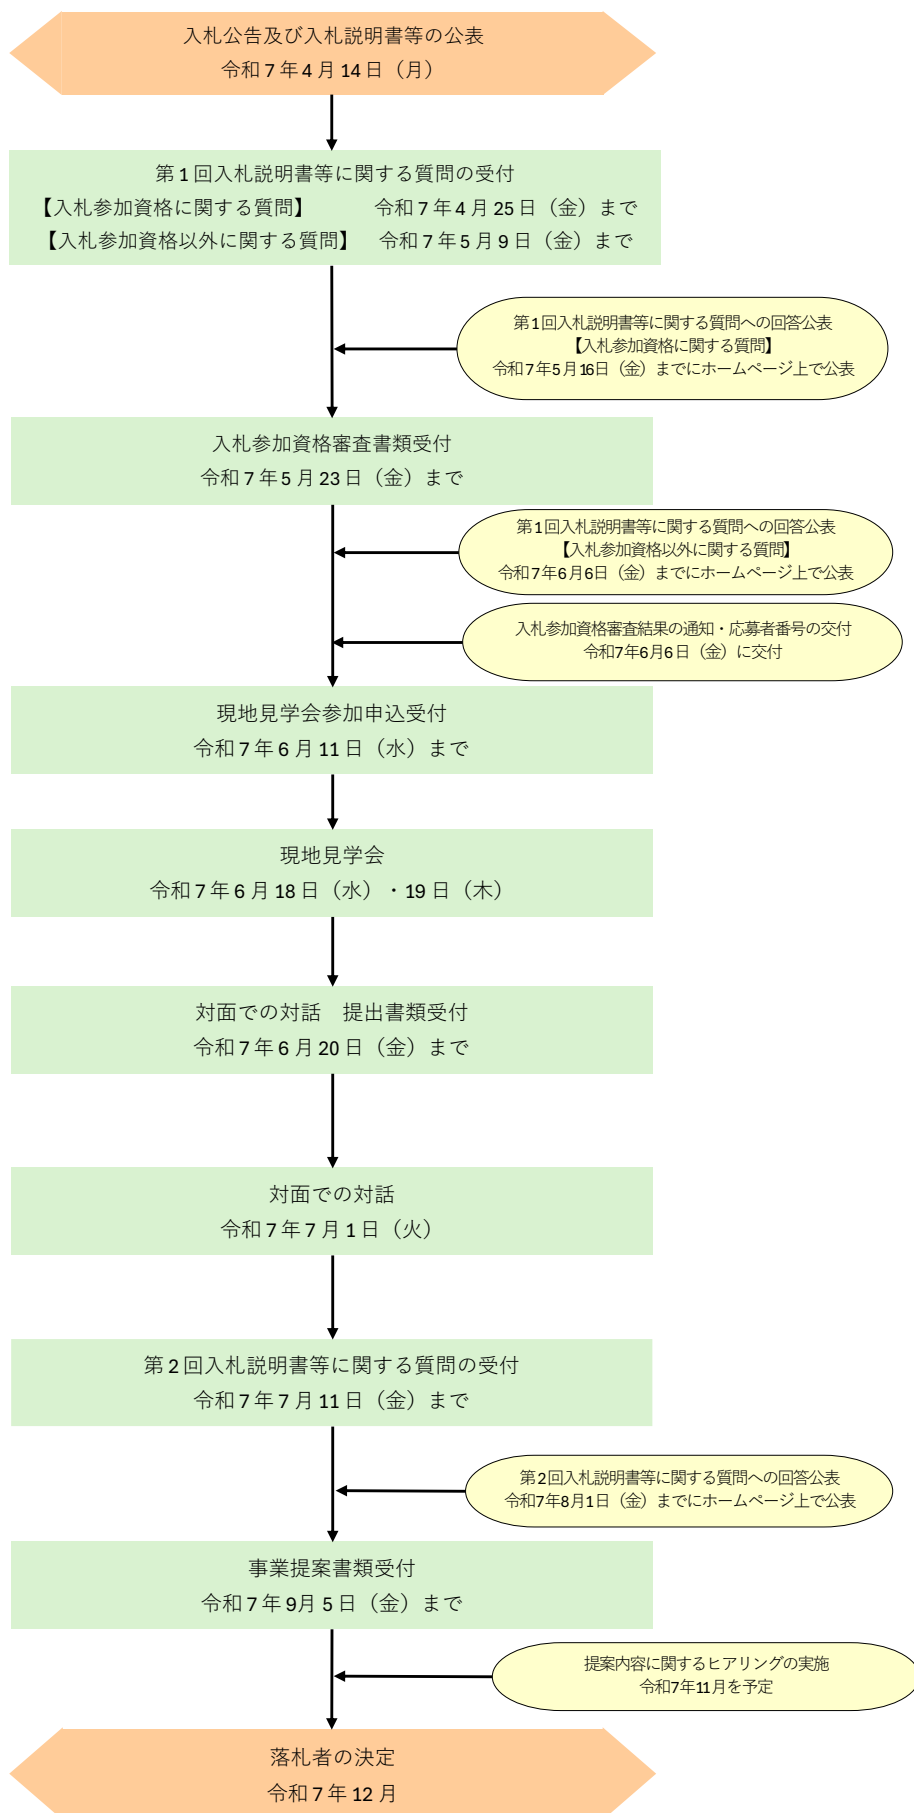 入札公告及び入札説明書等の公表
令和7年4月14日（月）
第1回入札説明書等に関する質問の受付
【入札参加資格に関する質問】　　　令和7年4月25日（金）まで
【入札参加資格以外に関する質問】　令和7年5月9日（金）まで
第1回入札説明書等に関する質問への回答公表
【入札参加資格に関する質問】
令和7年5月16日（金）までにホームページ上で公表
入札参加資格審査書類受付
令和7年5月23日（金）まで
第1回入札説明書等に関する質問への回答公表
【入札参加資格以外に関する質問】
令和7年6月6日（金）までにホームページ上で公表
入札参加資格審査結果の通知・応募者番号の交付
令和7年6月6日（金）に交付
現地見学会参加申込受付
令和7年6月11日（水）まで
現地見学会
令和7年6月18日（水）・19日（木）
対面での対話　提出書類受付
令和7年6月20日（金）まで
対面での対話
令和7年7月1日（火）
第2回入札説明書等に関する質問の受付
令和7年7月11日（金）まで
第2回入札説明書等に関する質問への回答公表
令和7年8月1日（金）までにホームページ上で公表
事業提案書類受付
令和7年9月5日（金）まで
提案内容に関するヒアリングの実施
令和7年11月を予定
落札者の決定
令和7年12月